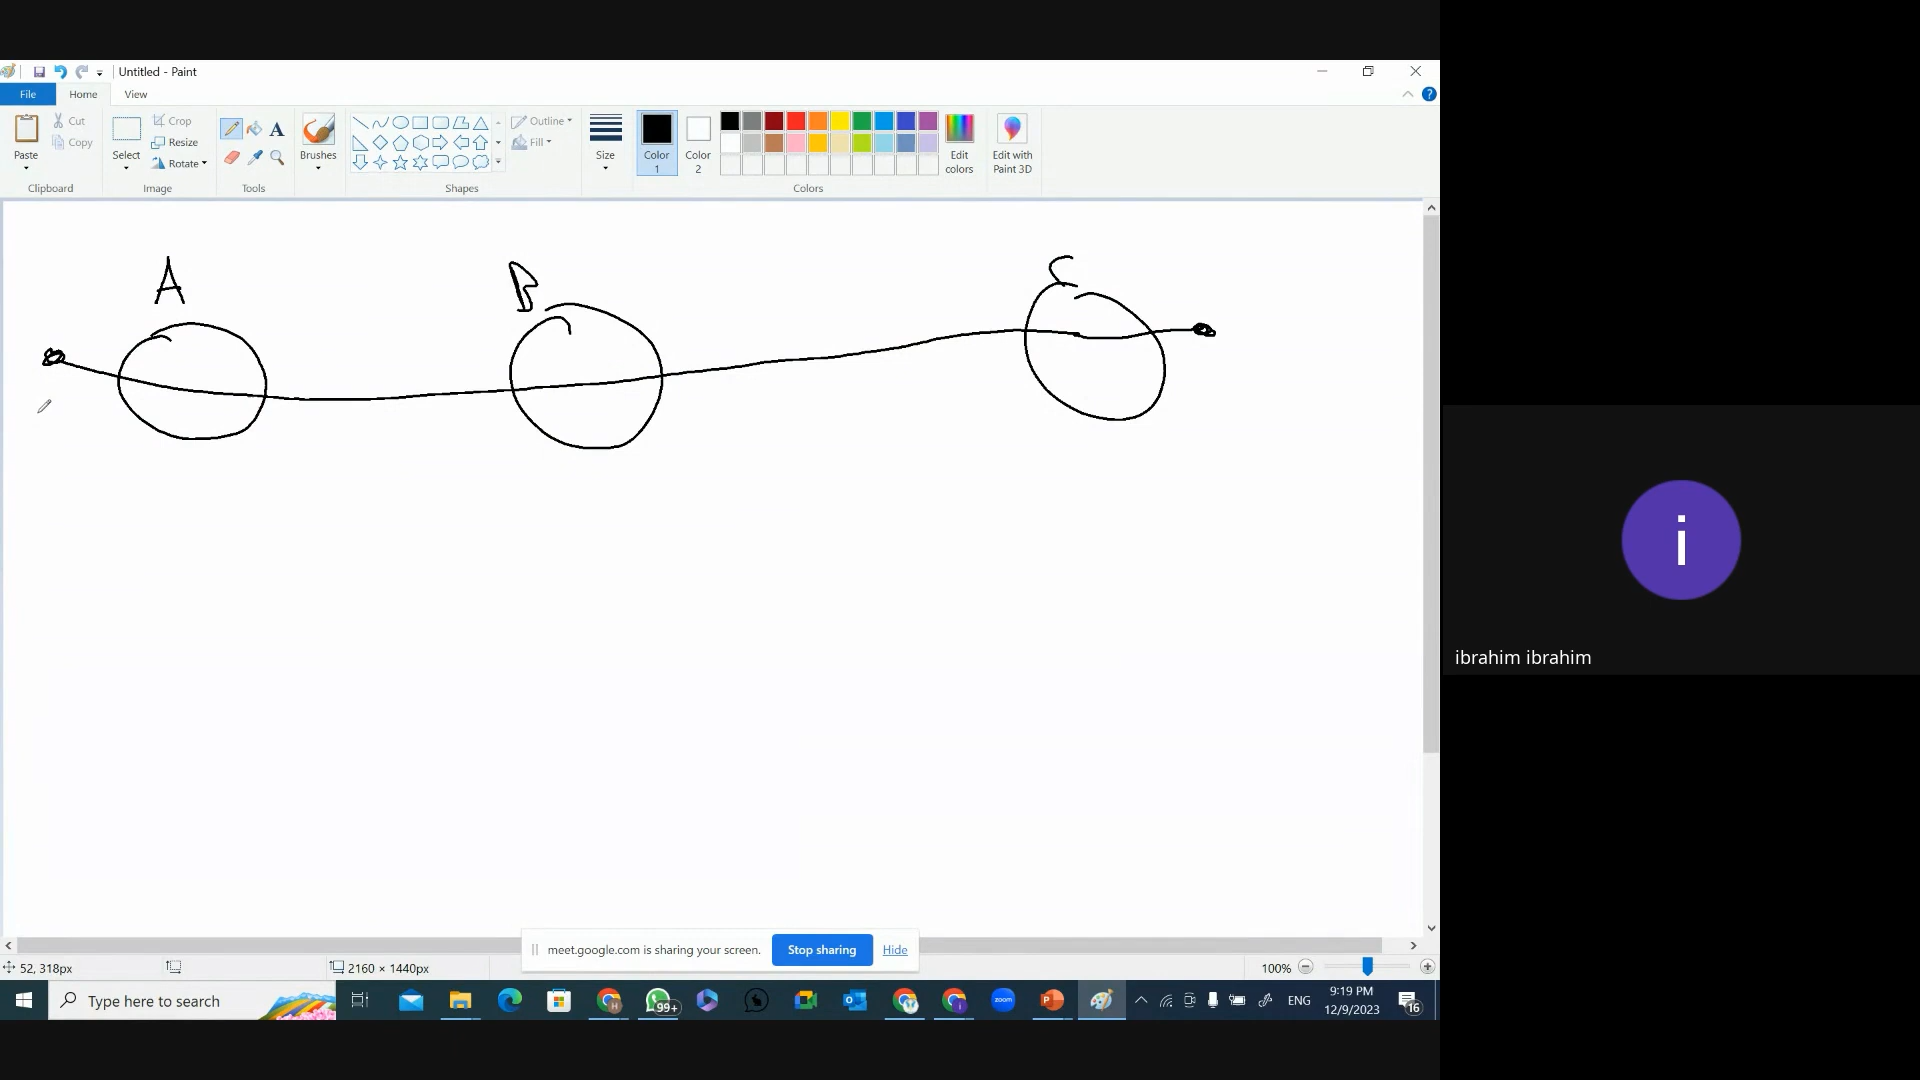 Untitled - Paint
File Home View
Paste
Cut
Copy
Clipboard
Select
Crop
Resize
Rotate
Image
Tools
Brushes
Shapes
Outline
Fill
Size
Color 1
Color 2
Colors
Edit colors
Edit with Paint 3D
A B C
ibrahim ibrahim
i
meet.google.com is sharing your screen. Stop sharing Hide
52, 318px 2160 × 1440px 100%
Type here to search
99+
zoom
ENG
9:19 PM
12/9/2023
16